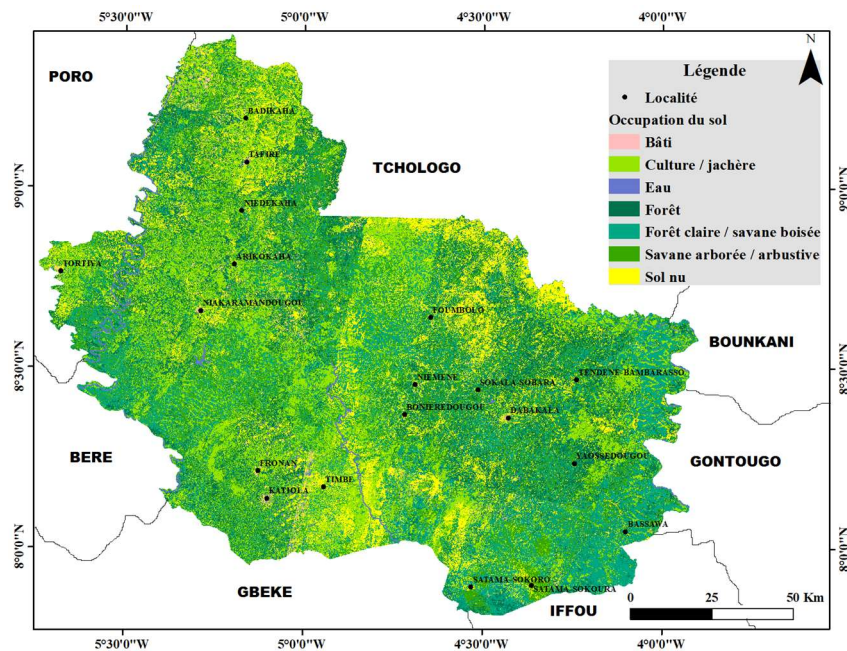 5°30'0"W 5°0'0"W 4°30'0"W 4°0'0"W
N
PORO
Légende
Localité
Occupation du sol
Bâti
Culture / jachère
Eau
Forêt
Forêt claire / savane boisée
Savane arborée / arbustive
Sol nu
BADIKAHA
TAFIRE
TCHOLOGO
9°0'0"N 9°0'0"N
NIEDEKAHA
ARIKOKAHA
TORTIYA
NIAKARAMANDOUGOU
FOUMBOLO
BOUNKANI
8°30'0"N 8°30'0"N
NIEMENE
TENDENE-BAMBARASSO
SOKALA-SOBARA
BONIEREDOUGOU
DABAKALA
BERE
GONTOUGO
FRONAN
YAOSSEDOUGOU
TIMBE
KATIOLA
BASSAWA
8°0'0"N 8°0'0"N
GBEKE
SATAMA-SOKORO
SATAMA-SOKOURA
IFFOU
0 25 50 Km
5°30'0"W 5°0'0"W 4°30'0"W 4°0'0"W